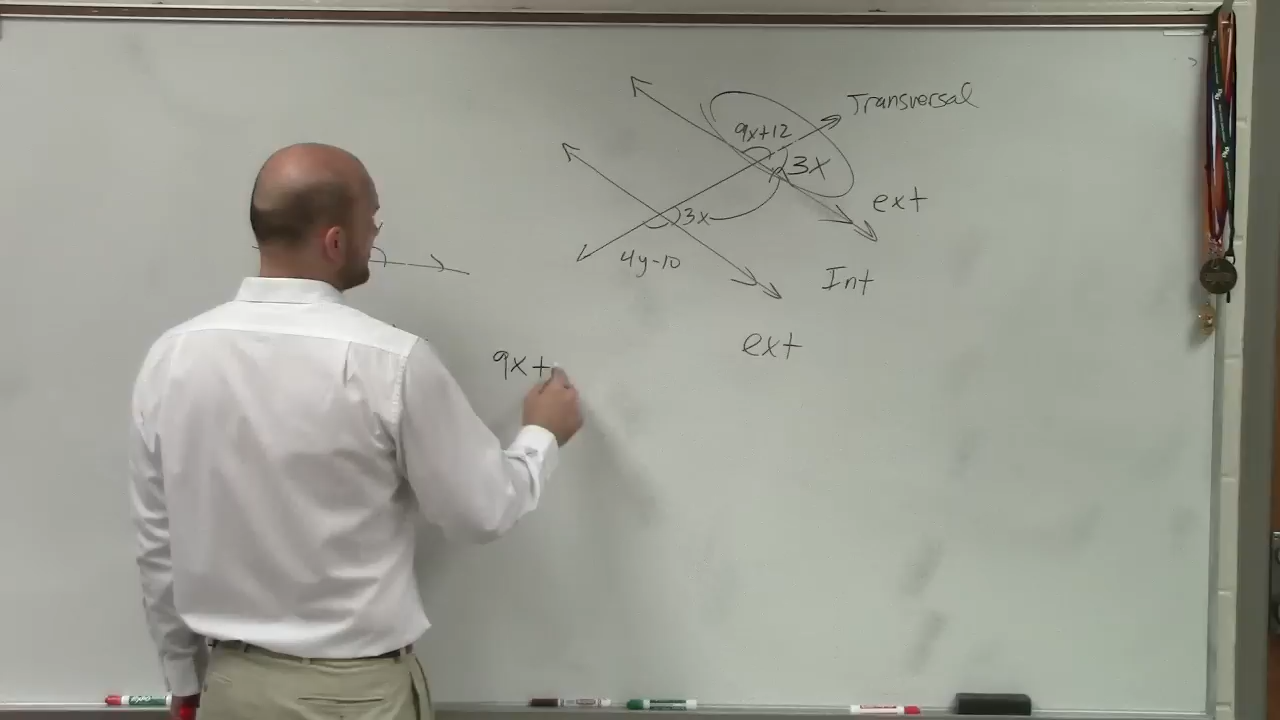 Transversal
9x+12
3x
ext
3x
4y-10
Int
ext
9x+